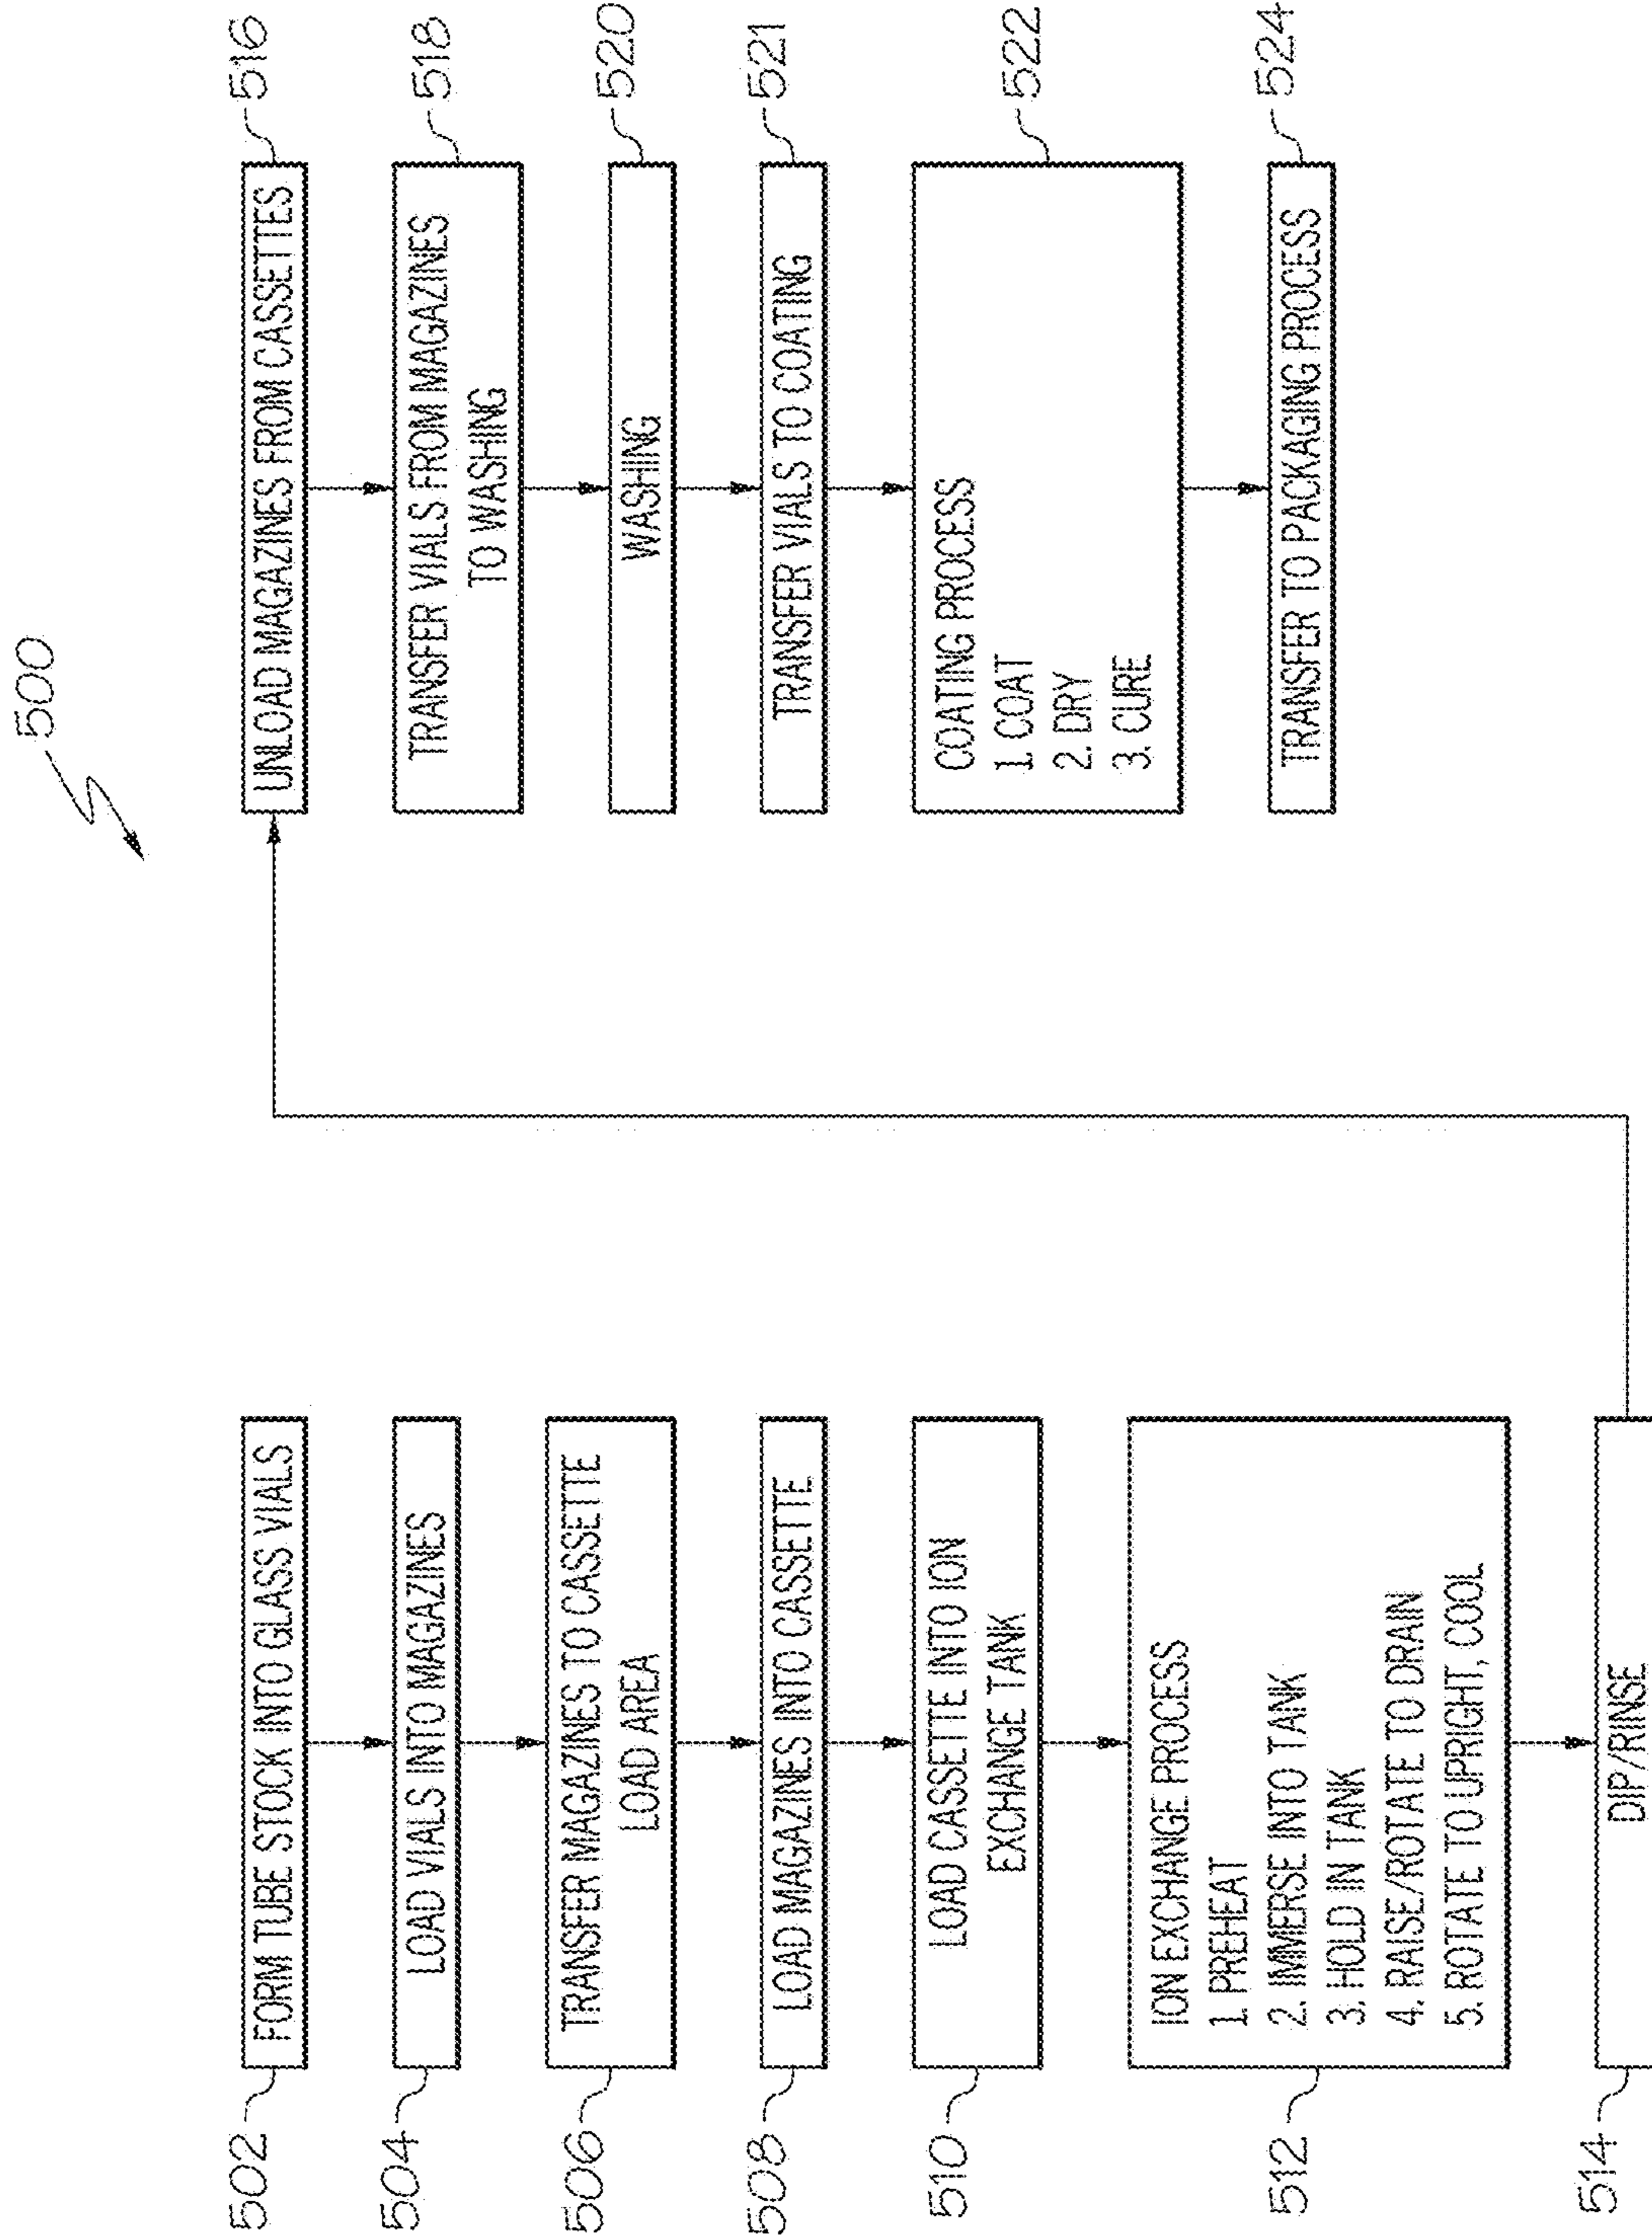 500
502
FORM TUBE STOCK INTO GLASS VIALS
504
LOAD VIALS INTO MAGAZINES
506
TRANSFER MAGAZINES TO CASSETTE
LOAD AREA
508
LOAD MAGAZINES INTO CASSETTE
510
LOAD CASSETTE INTO ION
EXCHANGE TANK
512
ION EXCHANGE PROCESS
1. PREHEAT
2. IMMERSE INTO TANK
3. HOLD IN TANK
4. RAISE/ROTATE TO DRAIN
5. ROTATE TO UPRIGHT, COOL
514
DIP/RINSE
516
UNLOAD MAGAZINES FROM CASSETTES
518
TRANSFER VIALS FROM MAGAZINES
TO WASHING
520
WASHING
521
TRANSFER VIALS TO COATING
522
COATING PROCESS
1. COAT
2. DRY
3. CURE
524
TRANSFER TO PACKAGING PROCESS